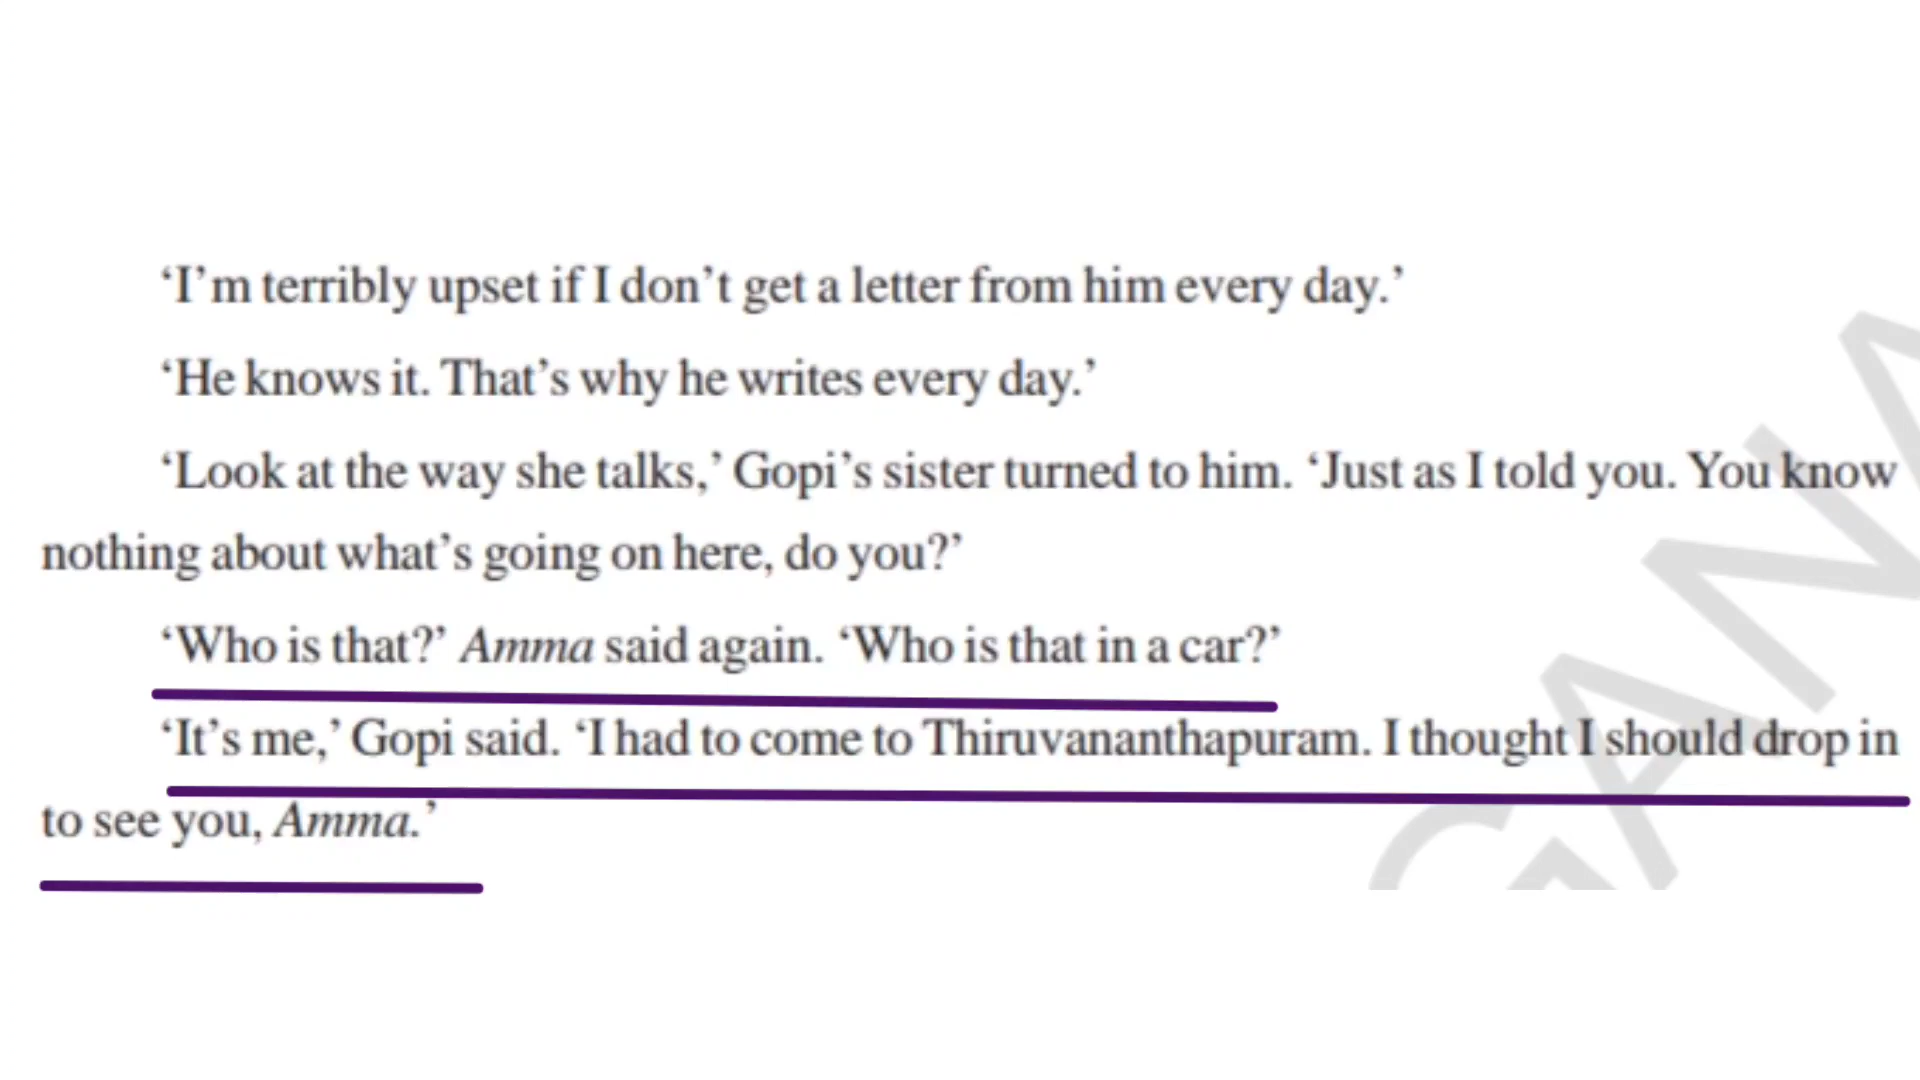 ‘I’m terribly upset if I don’t get a letter from him every day.’
‘He knows it. That’s why he writes every day.’
‘Look at the way she talks,’ Gopi’s sister turned to him. ‘Just as I told you. You know
nothing about what’s going on here, do you?’
‘Who is that?’ Amma said again. ‘Who is that in a car?’
‘It’s me,’ Gopi said. ‘I had to come to Thiruvananthapuram. I thought I should drop in
to see you, Amma.’